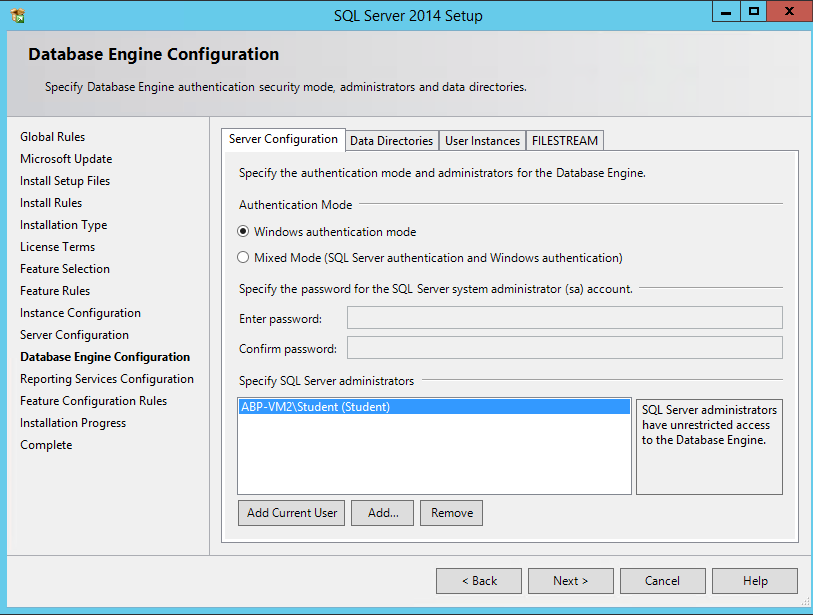 SQL Server 2014 Setup
Database Engine Configuration
Specify Database Engine authentication security mode, administrators and data directories.
Global Rules
Microsoft Update
Install Setup Files
Install Rules
Installation Type
License Terms
Feature Selection
Feature Rules
Instance Configuration
Server Configuration
Database Engine Configuration
Reporting Services Configuration
Feature Configuration Rules
Installation Progress
Complete
Server Configuration Data Directories User Instances FILESTREAM
Specify the authentication mode and administrators for the Database Engine.
Authentication Mode
Windows authentication mode
Mixed Mode (SQL Server authentication and Windows authentication)
Specify the password for the SQL Server system administrator (sa) account.
Enter password:
Confirm password:
Specify SQL Server administrators
ABP-VM2\Student (Student)
SQL Server administrators
have unrestricted access
to the Database Engine.
Add Current User Add... Remove
< Back Next > Cancel Help